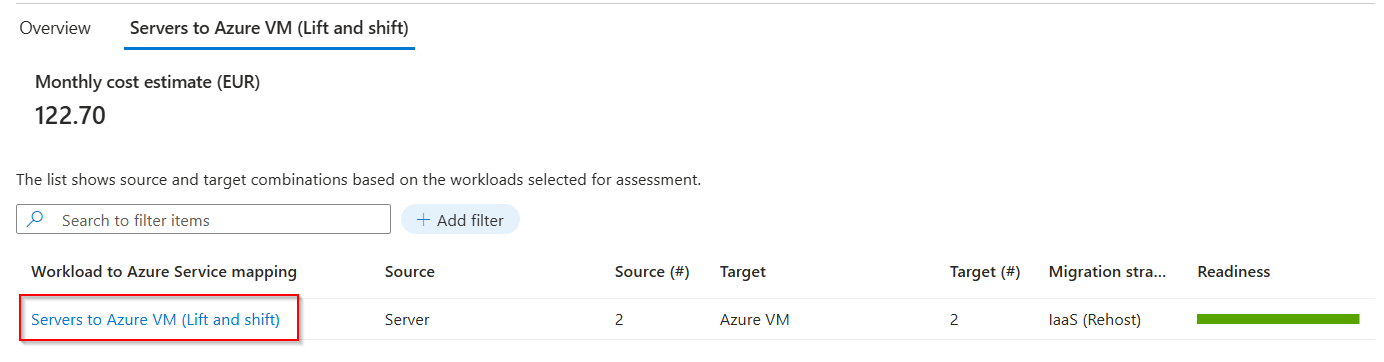 Overview Servers to Azure VM (Lift and shift)
Monthly cost estimate (EUR)
122.70
The list shows source and target combinations based on the workloads selected for assessment.
Search to filter items + Add filter
Workload to Azure Service mapping Source Source (#) Target Target (#) Migration stra... Readiness
Servers to Azure VM (Lift and shift) Server 2 Azure VM 2 IaaS (Rehost)